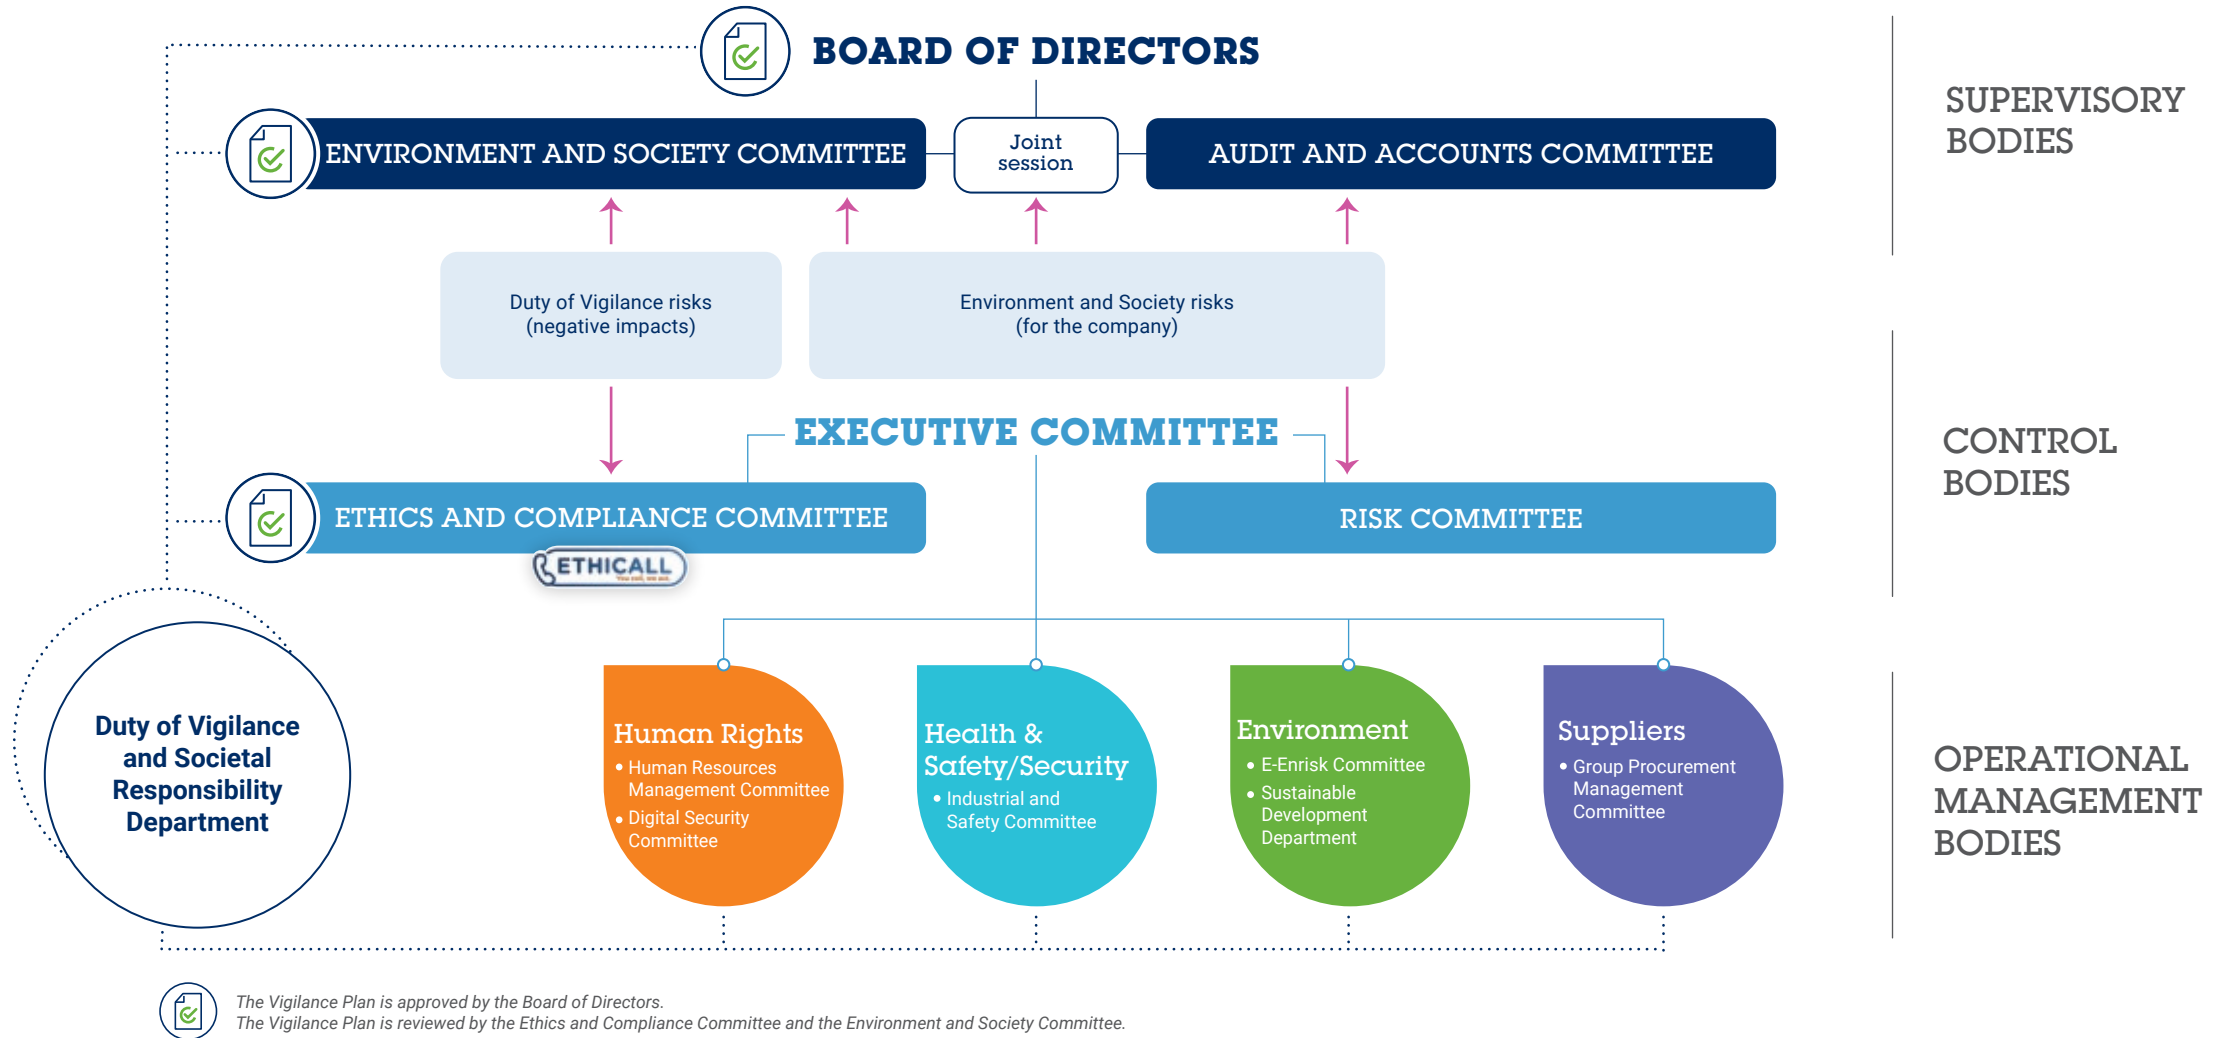 BOARD OF DIRECTORS
ENVIRONMENT AND SOCIETY COMMITTEE
Joint
session
AUDIT AND ACCOUNTS COMMITTEE
SUPERVISORY
BODIES
Duty of Vigilance risks
(negative impacts)
Environment and Society risks
(for the company)
EXECUTIVE COMMITTEE
ETHICS AND COMPLIANCE COMMITTEE
ETHICALL
You call, we act.
RISK COMMITTEE
CONTROL
BODIES
Duty of Vigilance
and Societal
Responsibility
Department
Human Rights
• Human Resources
Management Committee
• Digital Security
Committee
Health &
Safety/Security
• Industrial and
Safety Committee
Environment
• E-Enrisk Committee
• Sustainable
Development
Department
Suppliers
• Group Procurement
Management
Committee
OPERATIONAL
MANAGEMENT
BODIES
The Vigilance Plan is approved by the Board of Directors.
The Vigilance Plan is reviewed by the Ethics and Compliance Committee and the Environment and Society Committee.